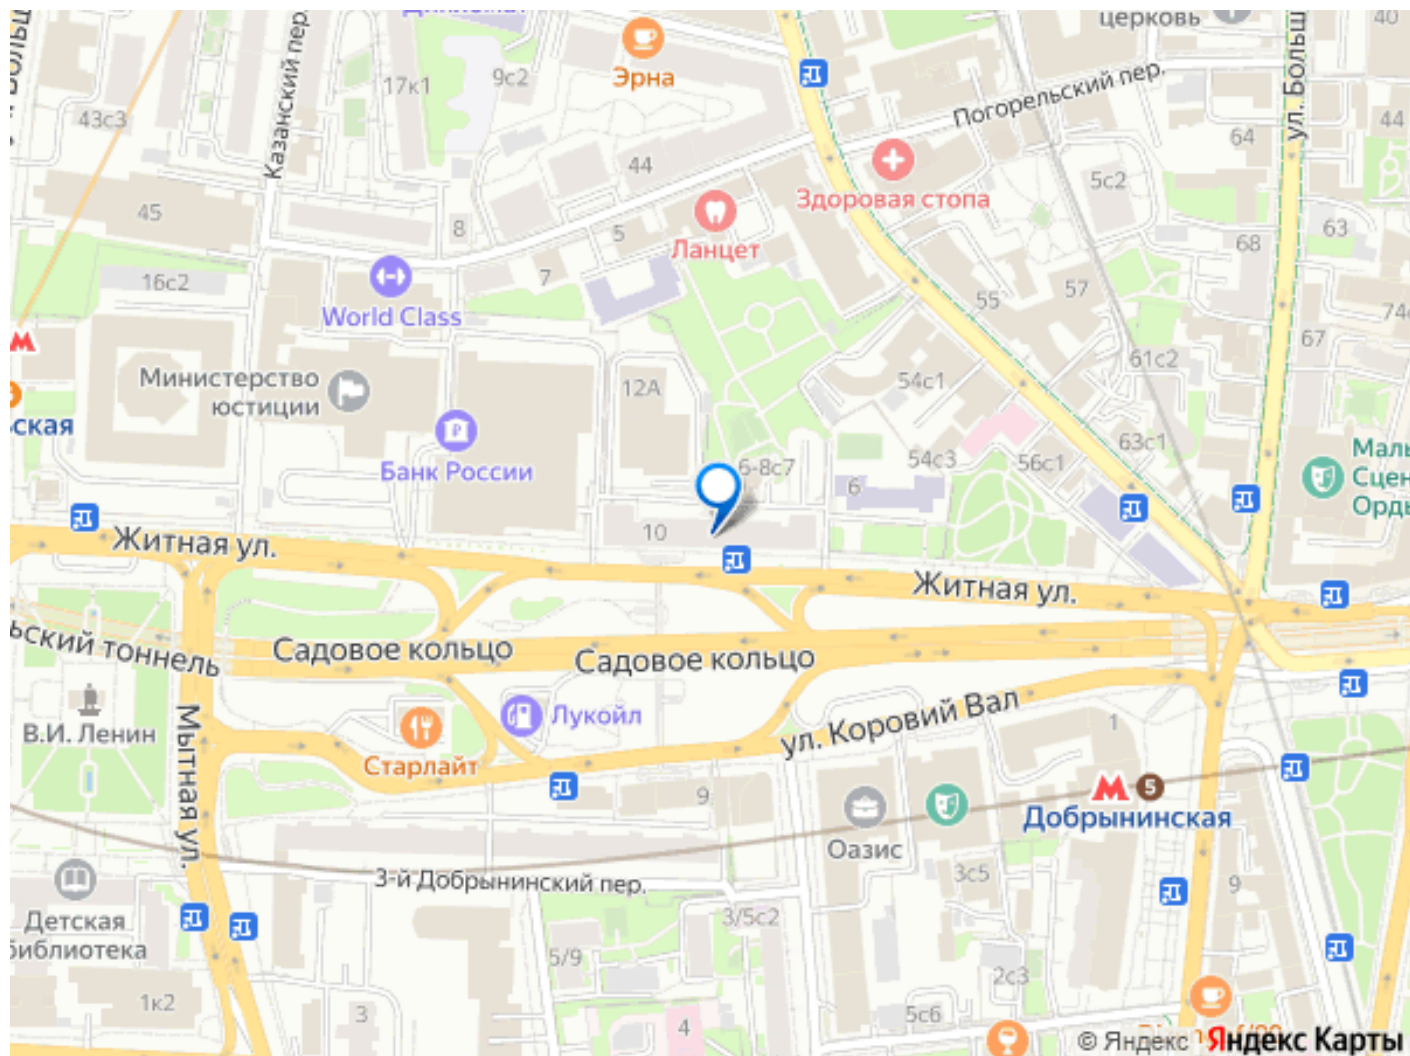 церковь
40
Казанский пер.
17к1
9с2
Эрна
Погорельский пер.
ул. Больш
43с3
44
64
44
Здоровая стопа
5с2
45
8
5
Ланцет
68
63
16с2
7
World Class
55
57
67
61с2
Министерство
юстиции
12А
54с1
ская
Банк России
6-8с7
54с3
56с1
63с1
6
Житная ул.
10
Житная ул.
ьский тоннель
Садовое кольцо
Садовое кольцо
В.И. Ленин
Мытная ул.
Лукойл
Старлайт
ул. Коровий Вал
1
9
Оазис
5
Добрынинская
3-й Добрынинский пер.
3с5
9
Детская
библиотека
3/5с2
5/9
1к2
3
4
2с3
5с6
© Яндекс Яндекс Карты